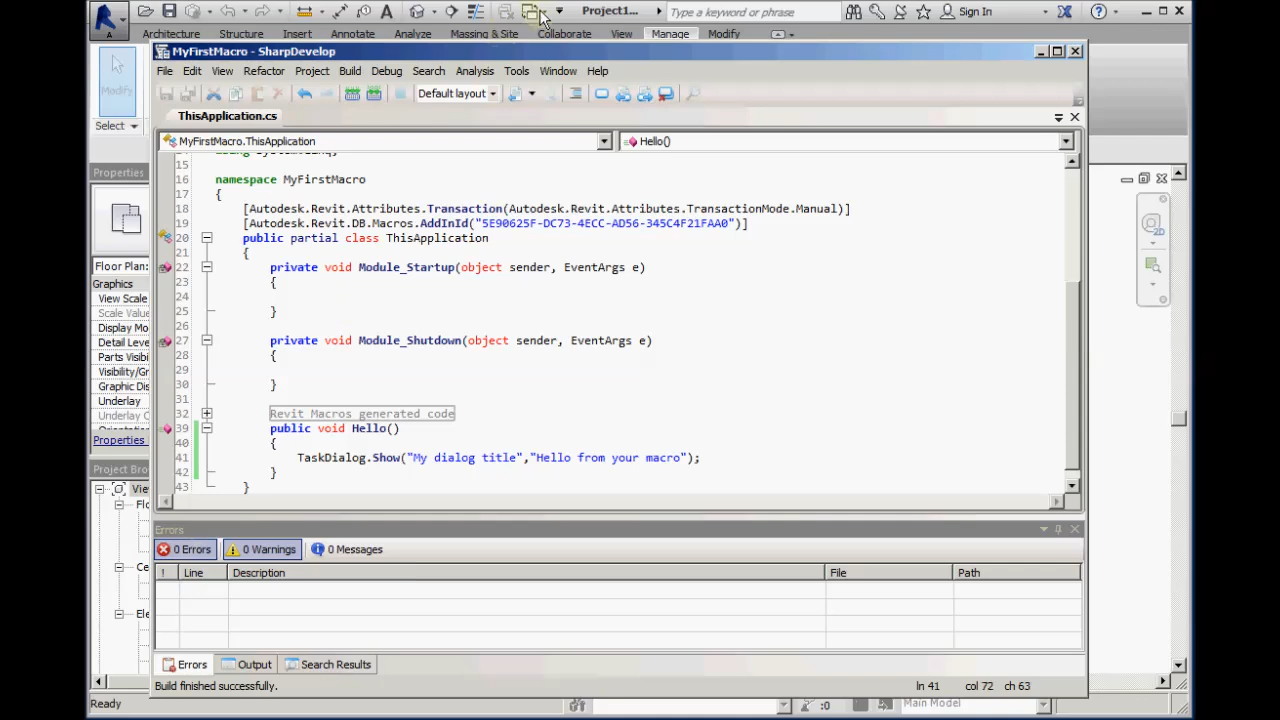 Project1...
Type a keyword or phrase
Sign In
A
Architecture
Structure
Insert
Annotate
Analyze
Massing & Site
Collaborate
View
Manage
Modify
MyFirstMacro - SharpDevelop
File
Edit
View
Refactor
Project
Build
Debug
Search
Analysis
Tools
Window
Help
Modify
Default layout
Select
ThisApplication.cs
MyFirstMacro.ThisApplication
Hello()
15
16 namespace MyFirstMacro
17 {
18 [Autodesk.Revit.Attributes.Transaction(Autodesk.Revit.Attributes.TransactionMode.Manual)]
19 [Autodesk.Revit.DB.Macros.AddInId("5E90625F-DC73-4ECC-AD56-345C4F21FAA0")]
20 public partial class ThisApplication
21 {
22 private void Module_Startup(object sender, EventArgs e)
23 {
24
25 }
26
27 private void Module_Shutdown(object sender, EventArgs e)
28 {
29
30 }
31
32 Revit Macros generated code
39 public void Hello()
40 {
41 TaskDialog.Show("My dialog title","Hello from your macro");
42 }
43 }
Properties
Floor Plan:
Graphics
View Scale
Scale Value
Display Mo
Detail Leve
Parts Visibi
Visibility/Gr
Graphic Dis
Underlay
Underlay C
Properties
Project Bro
Vie
Flo
Ce
Ele
Errors
0 Errors
0 Warnings
0 Messages
!
Line
Description
File
Path
Errors
Output
Search Results
Build finished successfully.
ln 41
col 72
ch 63
Ready
:0
Main Model